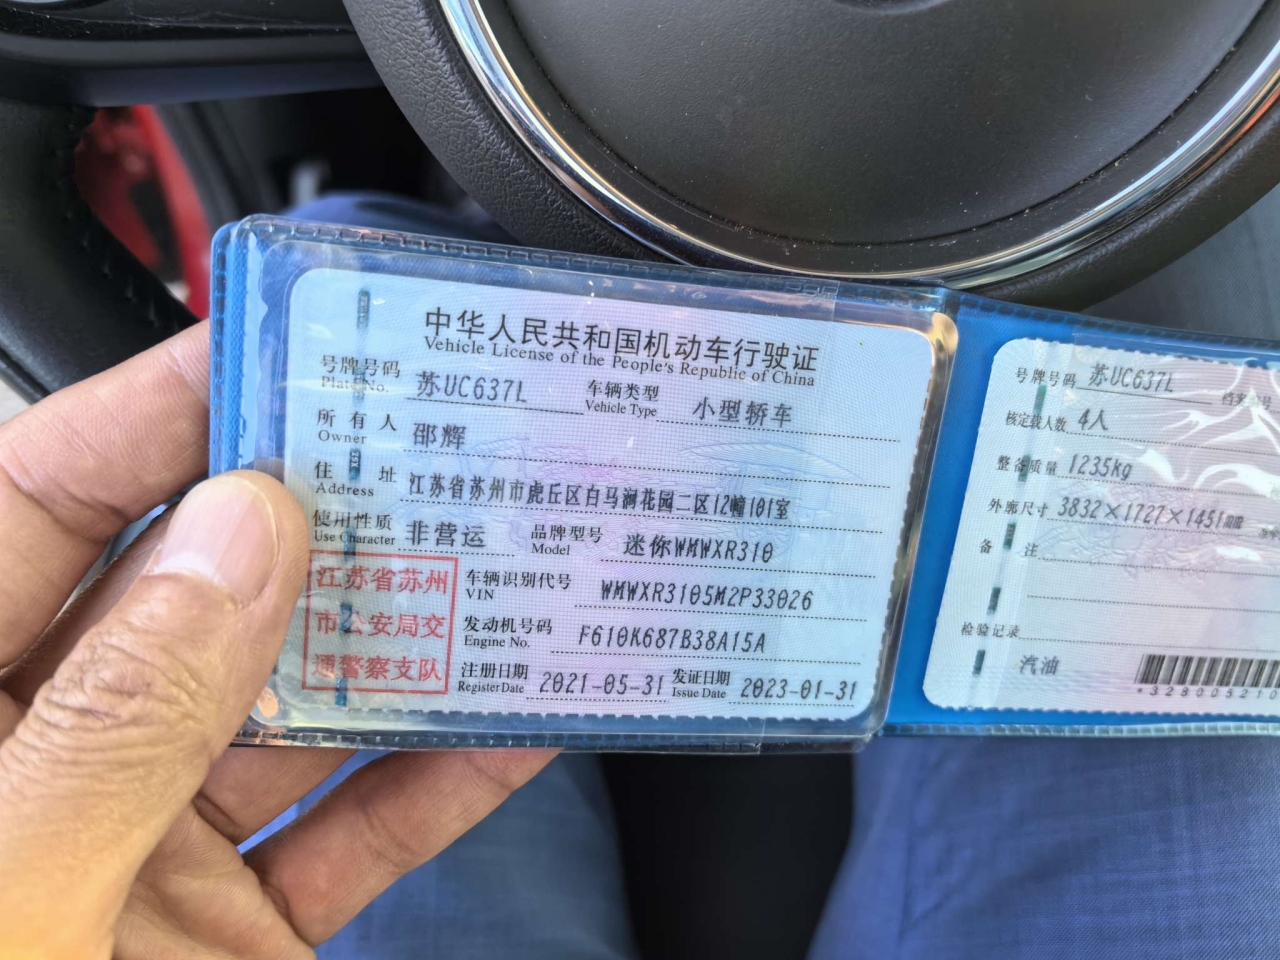 中华人民共和国机动车行驶证
Vehicle License of the People's Republic of China
号牌号码 苏UC637L 车辆类型 小型轿车
Plate No. Vehicle Type
所有人 邵辉
Owner
住址 江苏省苏州市虎丘区白马涧花园二区12幢101室
Address
使用性质 非营运 品牌型号 迷你WMWXR310
Use Character Model
江苏省苏州
市公安局交
通警察支队
车辆识别代号 WMWXR3105M2P33026
VIN
发动机号码 F610K687B38A15A
Engine No.
注册日期 2021-05-31 发证日期 2023-01-31
Register Date Issue Date
号牌号码 苏UC637L
核定载人数 4人
整备质量 1235kg
外廓尺寸 3832×1727×1451mm
备注
检验记录
汽油